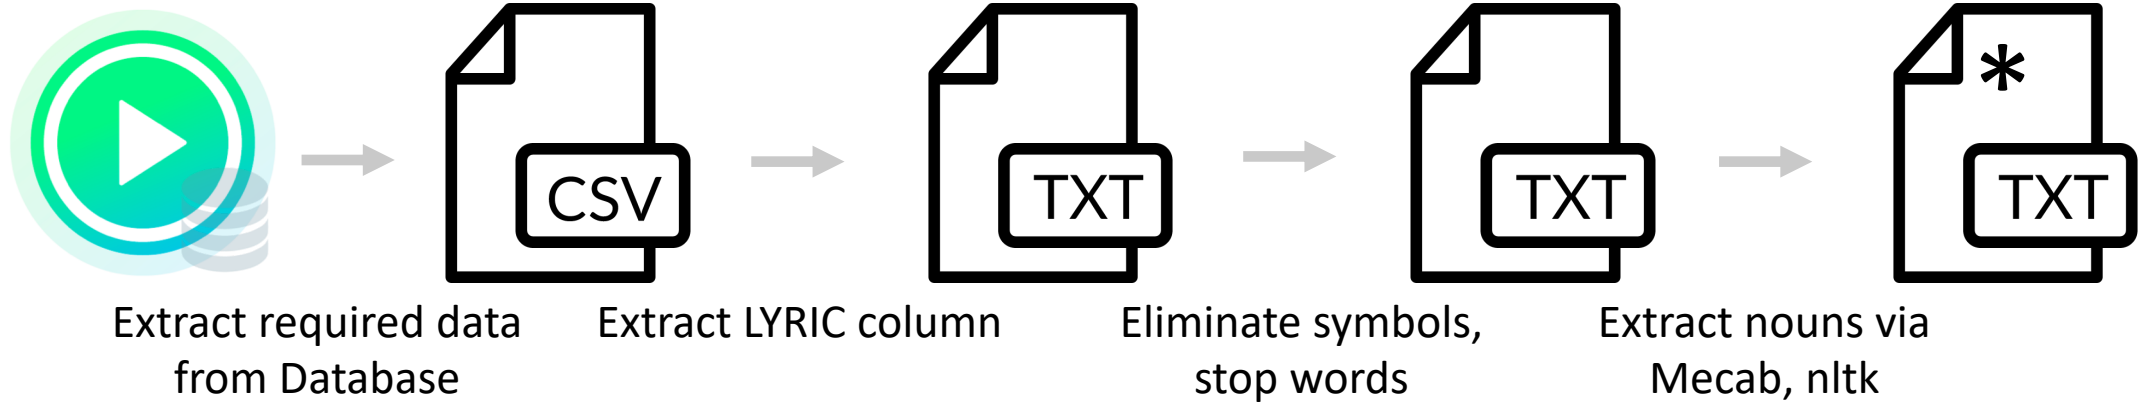 CSV
TXT
TXT
*
TXT
Extract required data
from Database
Extract LYRIC column
Eliminate symbols,
stop words
Extract nouns via
Mecab, nltk